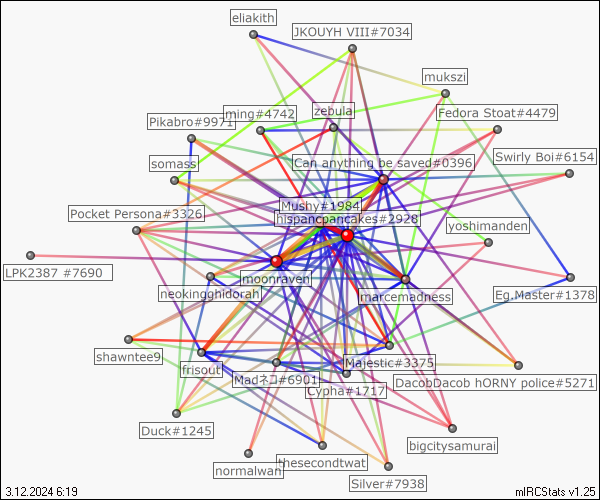 eliakith
JKOUYH VIII#7034
mukszi
zebula
ming#4742
Fedora Stoat#4479
Pikabro#9971
Can anything be saved#0396
Swirly Boi#6154
somass
Mushy#1984
Pocket Persona#3326
hispancpancakes#2928
yoshimanden
LPK2387 #7690
moonraven
neokingghidorah
marcemadness
Eg.Master#1378
shawntee9
frisout
Majestic#3375
Madネコ#6901
Cypha#1717
DacobDacob hORNY police#5271
Duck#1245
bigcitysamurai
thesecondtwat
normalwan
Silver#7938
3.12.2024 6:19
mIRCStats v1.25